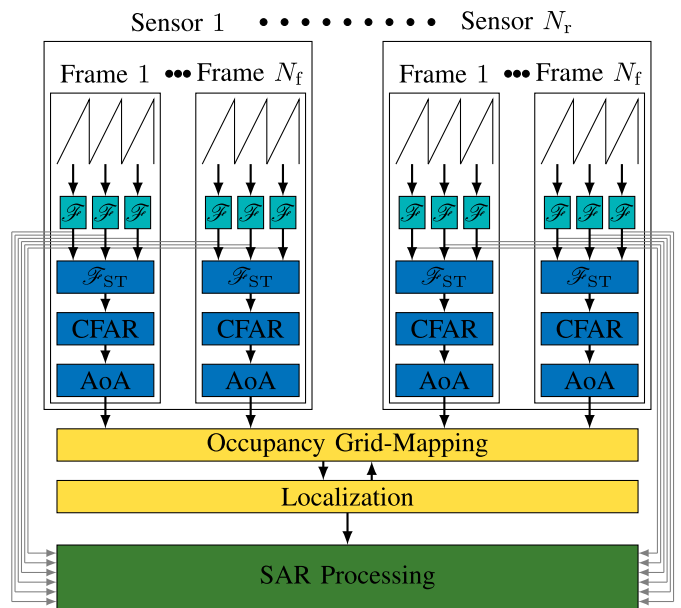 Sensor 1  • • • • • • • • • Sensor N_r
Frame 1 ••• Frame N_f Frame 1 ••• Frame N_f
ℱ ℱ ℱ ℱ ℱ ℱ ℱ ℱ ℱ ℱ ℱ ℱ
ℱ_ST ℱ_ST ℱ_ST ℱ_ST
CFAR CFAR CFAR CFAR
AoA AoA AoA AoA
Occupancy Grid-Mapping
Localization
SAR Processing